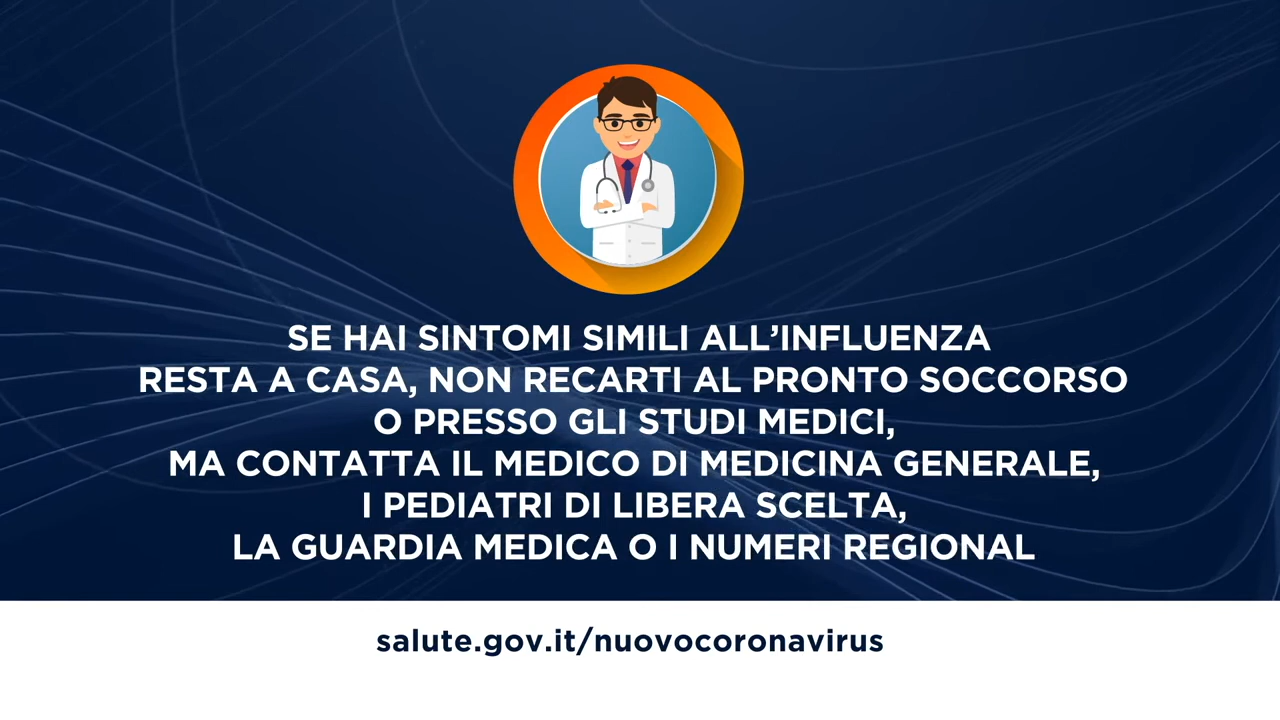 SE HAI SINTOMI SIMILI ALL’INFLUENZA
RESTA A CASA, NON RECARTI AL PRONTO SOCCORSO
O PRESSO GLI STUDI MEDICI,
MA CONTATTA IL MEDICO DI MEDICINA GENERALE,
I PEDIATRI DI LIBERA SCELTA,
LA GUARDIA MEDICA O I NUMERI REGIONAL
salute.gov.it/nuovocoronavirus